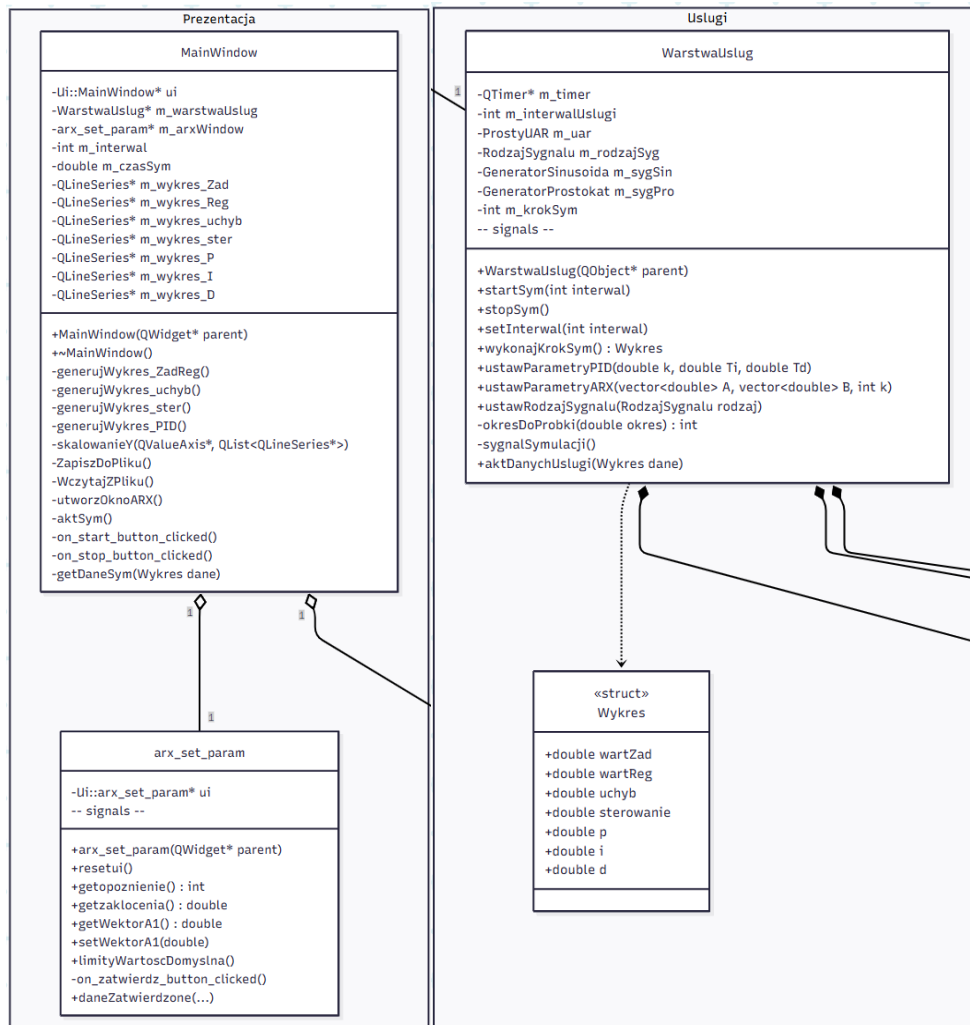 Prezentacja
MainWindow
-Ui::MainWindow* ui
-WarstwaUslug* m_warstwaUslug
-arx_set_param* m_arxWindow
-int m_interwal
-double m_czasSym
-QLineSeries* m_wykres_Zad
-QLineSeries* m_wykres_Reg
-QLineSeries* m_wykres_uchyb
-QLineSeries* m_wykres_ster
-QLineSeries* m_wykres_P
-QLineSeries* m_wykres_I
-QLineSeries* m_wykres_D
+MainWindow(QWidget* parent)
+~MainWindow()
-generujWykres_ZadReg()
-generujWykres_uchyb()
-generujWykres_ster()
-generujWykres_PID()
-skalowanieY(QValueAxis*, QList<QLineSeries*>)
-ZapiszDoPliku()
-WczytajZPliku()
-utworzOknoARX()
-aktSym()
-on_start_button_clicked()
-on_stop_button_clicked()
-getDaneSym(Wykres dane)
1
1
1
arx_set_param
-Ui::arx_set_param* ui
-- signals --
+arx_set_param(QWidget* parent)
+resetui()
+getopoznienie() : int
+getzaklocenia() : double
+getWektorA1() : double
+setWektorA1(double)
+limityWartoscDomyslna()
-on_zatwierdz_button_clicked()
+daneZatwierdzone(...)
Uslugi
1
WarstwaUslug
-QTimer* m_timer
-int m_interwalUslugi
-ProstyUAR m_uar
-RodzajSygnalu m_rodzajSyg
-GeneratorSinusoida m_sygSin
-GeneratorProstokat m_sygPro
-int m_krokSym
-- signals --
+WarstwaUslug(QObject* parent)
+startSym(int interwal)
+stopSym()
+setInterwal(int interwal)
+wykonajKrokSym() : Wykres
+ustawParametryPID(double k, double Ti, double Td)
+ustawParametryARX(vector<double> A, vector<double> B, int k)
+ustawRodzajSygnalu(RodzajSygnalu rodzaj)
-okresDoProbki(double okres) : int
-sygnalSymulacji()
+aktDanychUslugi(Wykres dane)
«struct»
Wykres
+double wartZad
+double wartReg
+double uchyb
+double sterowanie
+double p
+double i
+double d